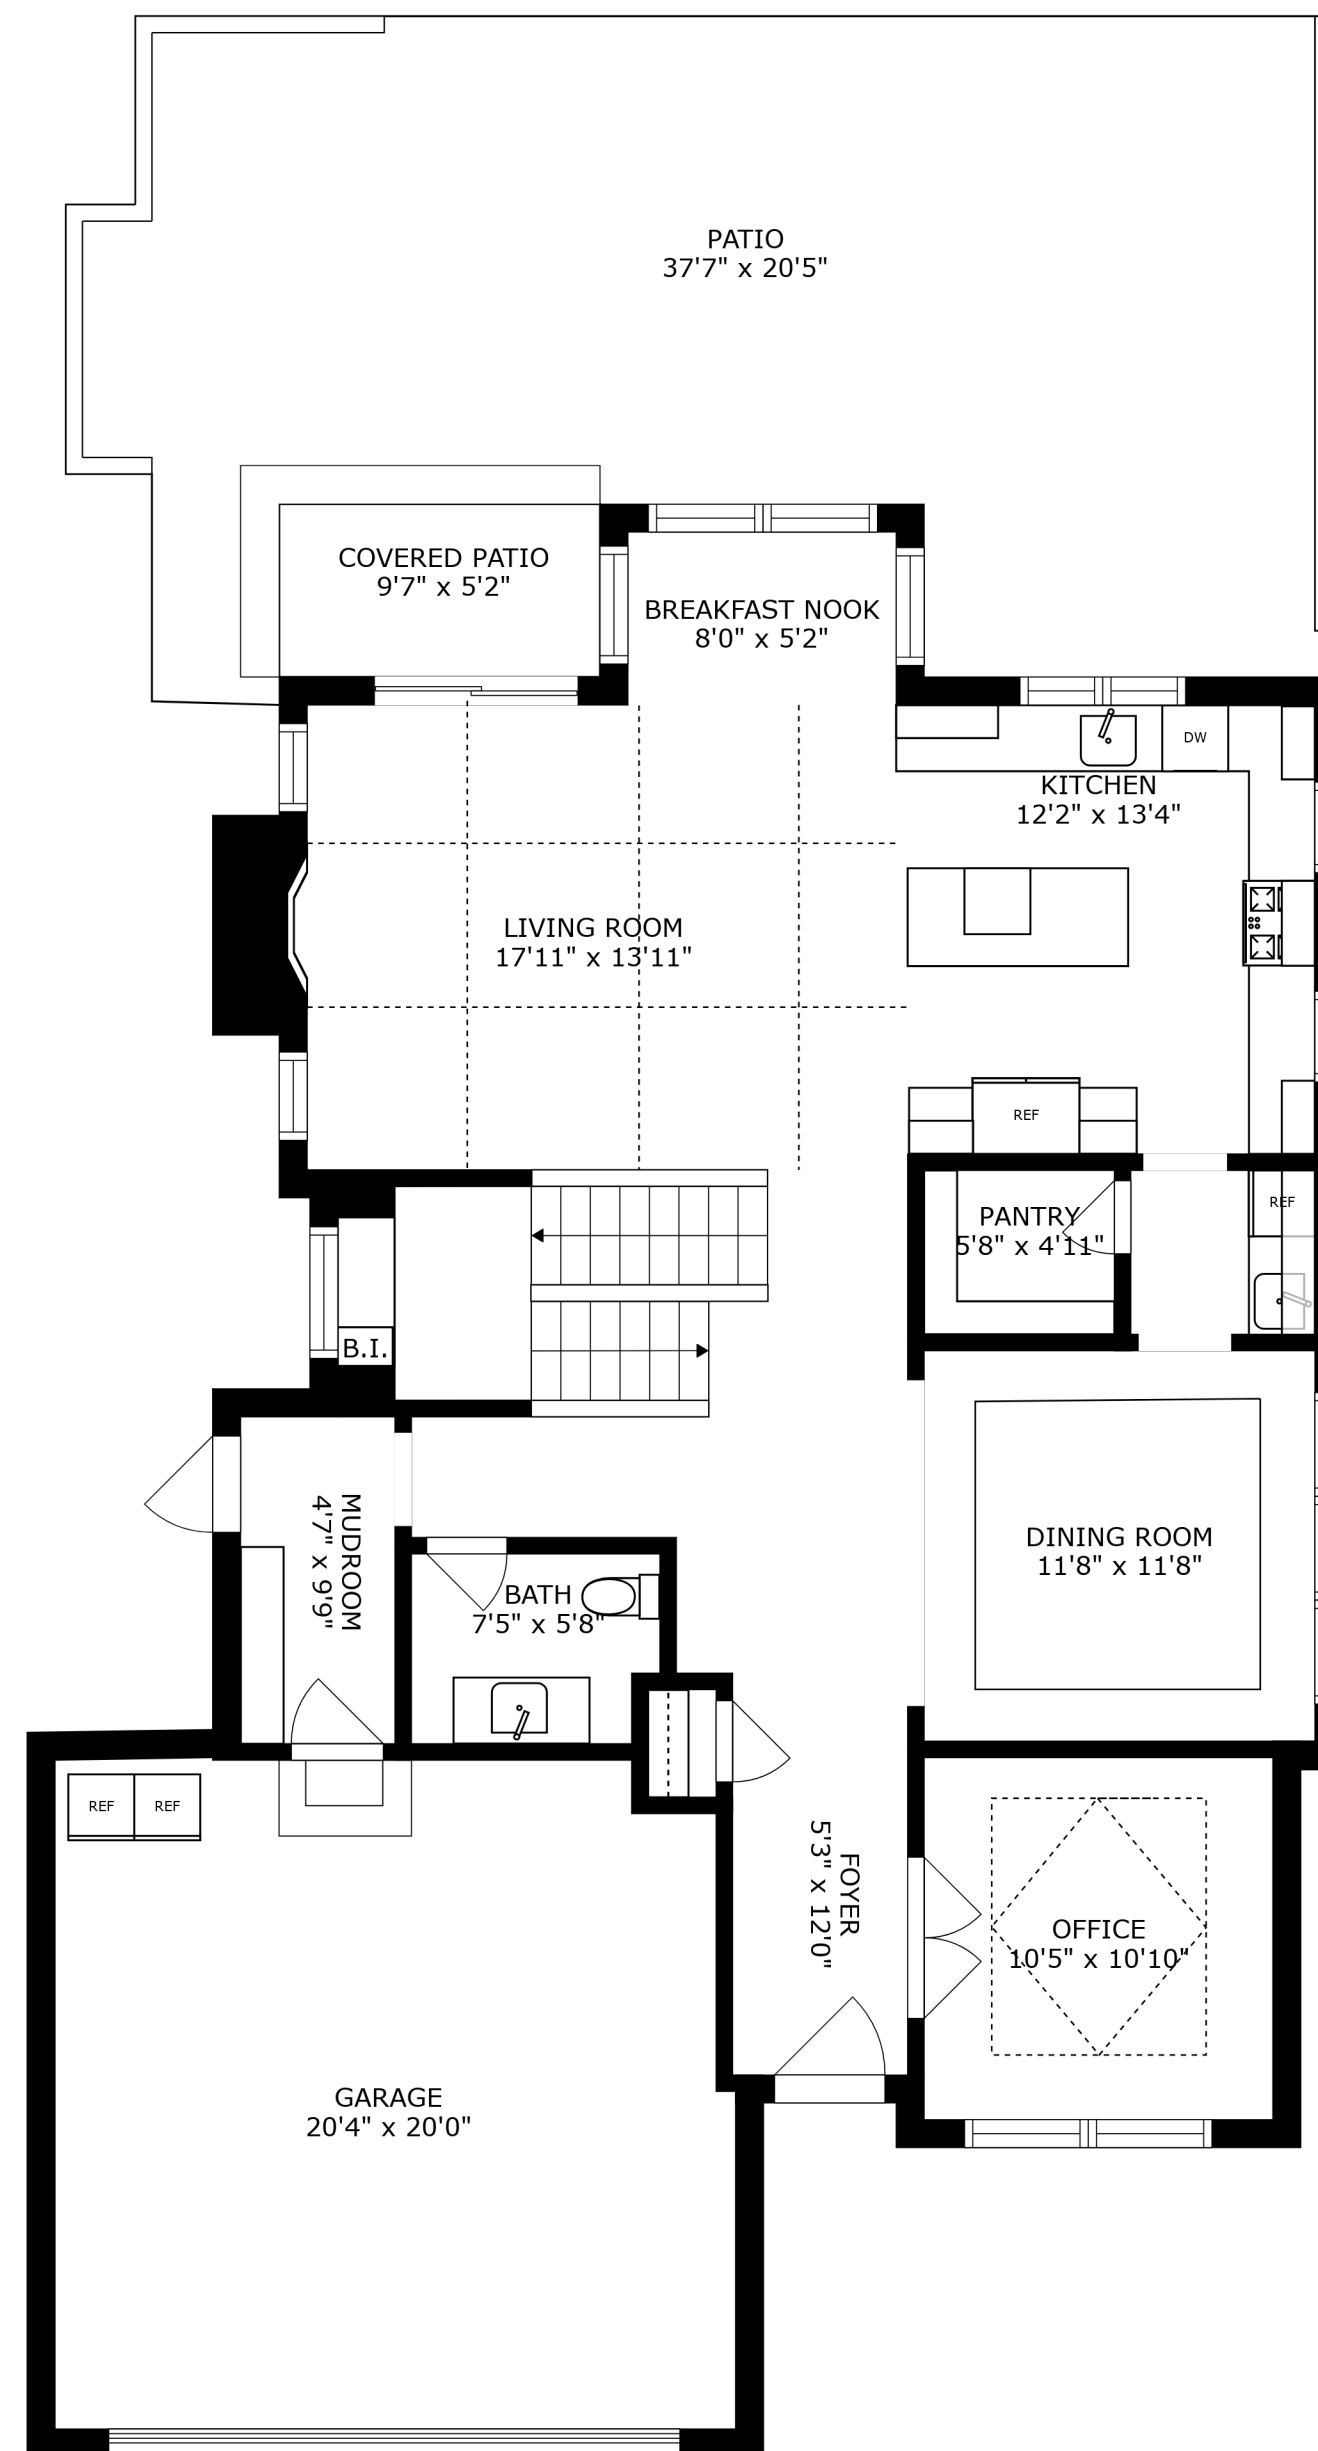 PATIO
37'7" x 20'5"
COVERED PATIO
9'7" x 5'2"
BREAKFAST NOOK
8'0" x 5'2"
DW
KITCHEN
12'2" x 13'4"
LIVING ROOM
17'11" x 13'11"
REF
PANTRY
5'8" x 4'11"
REF
B.I.
MUDROOM
4'7" x 9'9"
DINING ROOM
11'8" x 11'8"
BATH
7'5" x 5'8"
REF REF
FOYER
5'3" x 12'0"
OFFICE
10'5" x 10'10"
GARAGE
20'4" x 20'0"